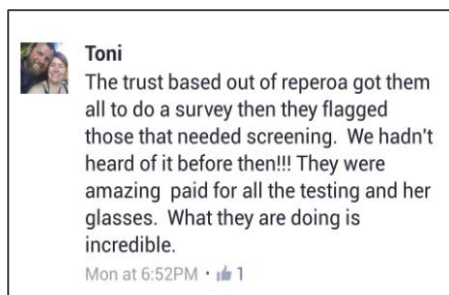 Toni
The trust based out of reperoa got them
all to do a survey then they flagged
those that needed screening.  We hadn't
heard of it before then!!! They were
amazing  paid for all the testing and her
glasses.  What they are doing is
incredible.
Mon at 6:52PM · 1